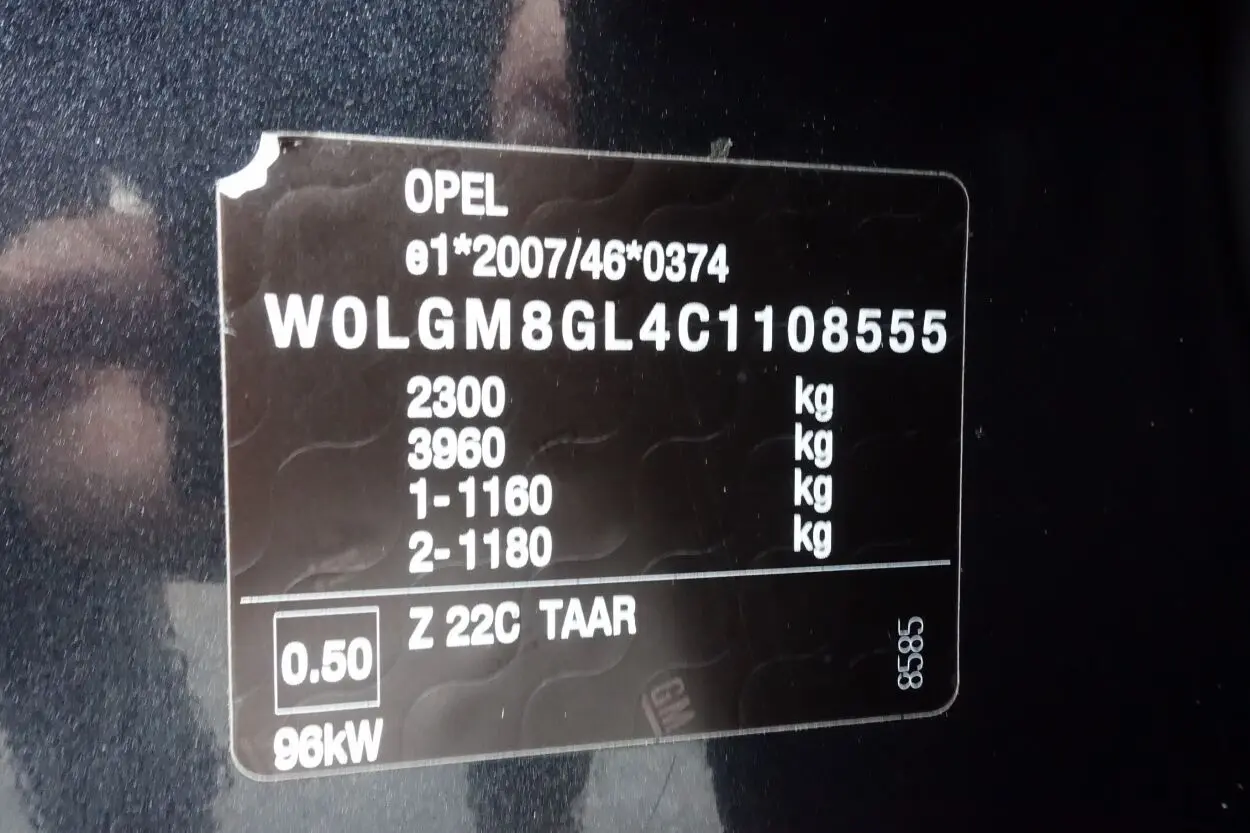 OPEL
e1*2007/46*0374
W0LGM8GL4C1108555
2300 kg
3960 kg
1-1160 kg
2-1180 kg
0.50 Z 22C TAAR
96kW
8585
GM